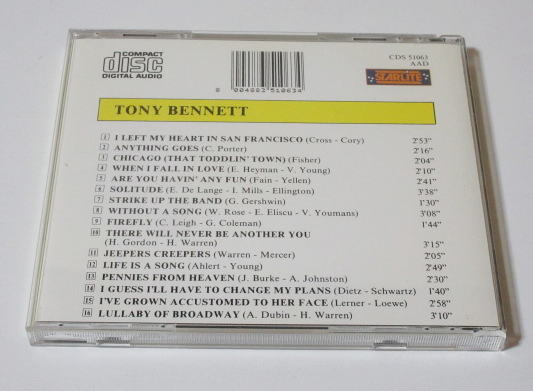 COMPACT
disc
DIGITAL AUDIO
8 004883 510634
CDS 51063
AAD
STARLITE
TONY BENNETT
1 I LEFT MY HEART IN SAN FRANCISCO (Cross - Cory) 2'53"
2 ANYTHING GOES (C. Porter) 2'16"
3 CHICAGO (THAT TODDLIN' TOWN) (Fisher) 2'04"
4 WHEN I FALL IN LOVE (E. Heyman - V. Young) 2'10"
5 ARE YOU HAVIN' ANY FUN (Fain - Yellen) 2'41"
6 SOLITUDE (E. De Lange - I. Mills - Ellington) 3'38"
7 STRIKE UP THE BAND (G. Gershwin) 1'30"
8 WITHOUT A SONG (W. Rose - E. Eliscu - V. Youmans) 3'08"
9 FIREFLY (C. Leigh - G. Coleman) 1'44"
10 THERE WILL NEVER BE ANOTHER YOU
(H. Gordon - H. Warren) 3'15"
11 JEEPERS CREEPERS (Warren - Mercer) 2'05"
12 LIFE IS A SONG (Ahlert - Young) 2'49"
13 PENNIES FROM HEAVEN (J. Burke - A. Johnston) 2'30"
14 I GUESS I'LL HAVE TO CHANGE MY PLANS (Dietz - Schwartz) 1'40"
15 I'VE GROWN ACCUSTOMED TO HER FACE (Lerner - Loewe) 2'58"
16 LULLABY OF BROADWAY (A. Dubin - H. Warren) 3'10"